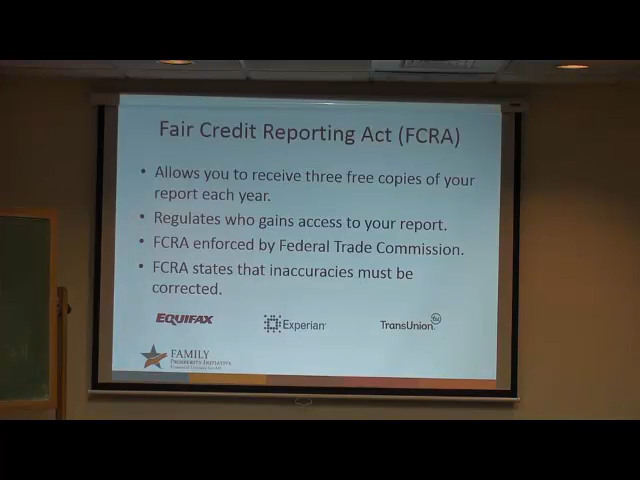 Fair Credit Reporting Act (FCRA)
• Allows you to receive three free copies of your
report each year.
• Regulates who gains access to your report.
• FCRA enforced by Federal Trade Commission.
• FCRA states that inaccuracies must be
corrected.
EQUIFAX
Experian
TransUnion
FAMILY
PROSPERITY INITIATIVE